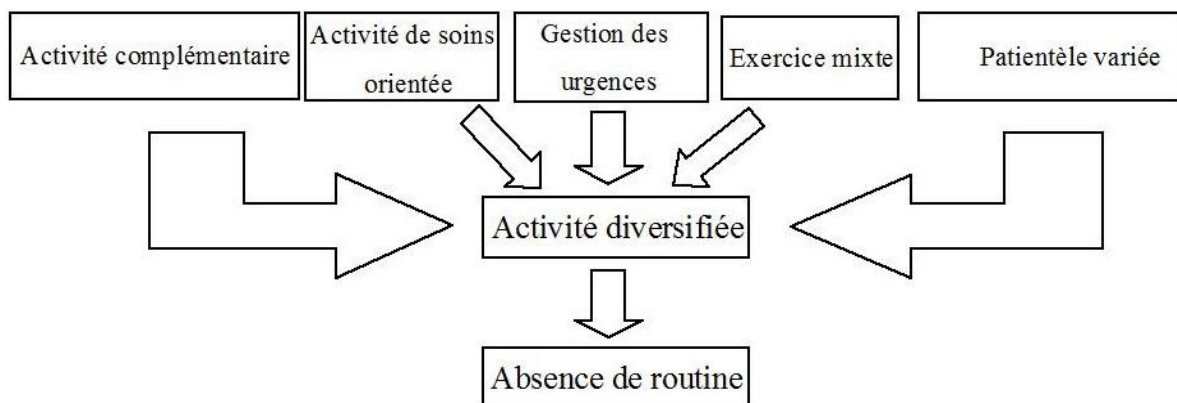 Activité complémentaire
Activité de soins
orientée
Gestion des
urgences
Exercice mixte
Patientèle variée
Activité diversifiée
Absence de routine